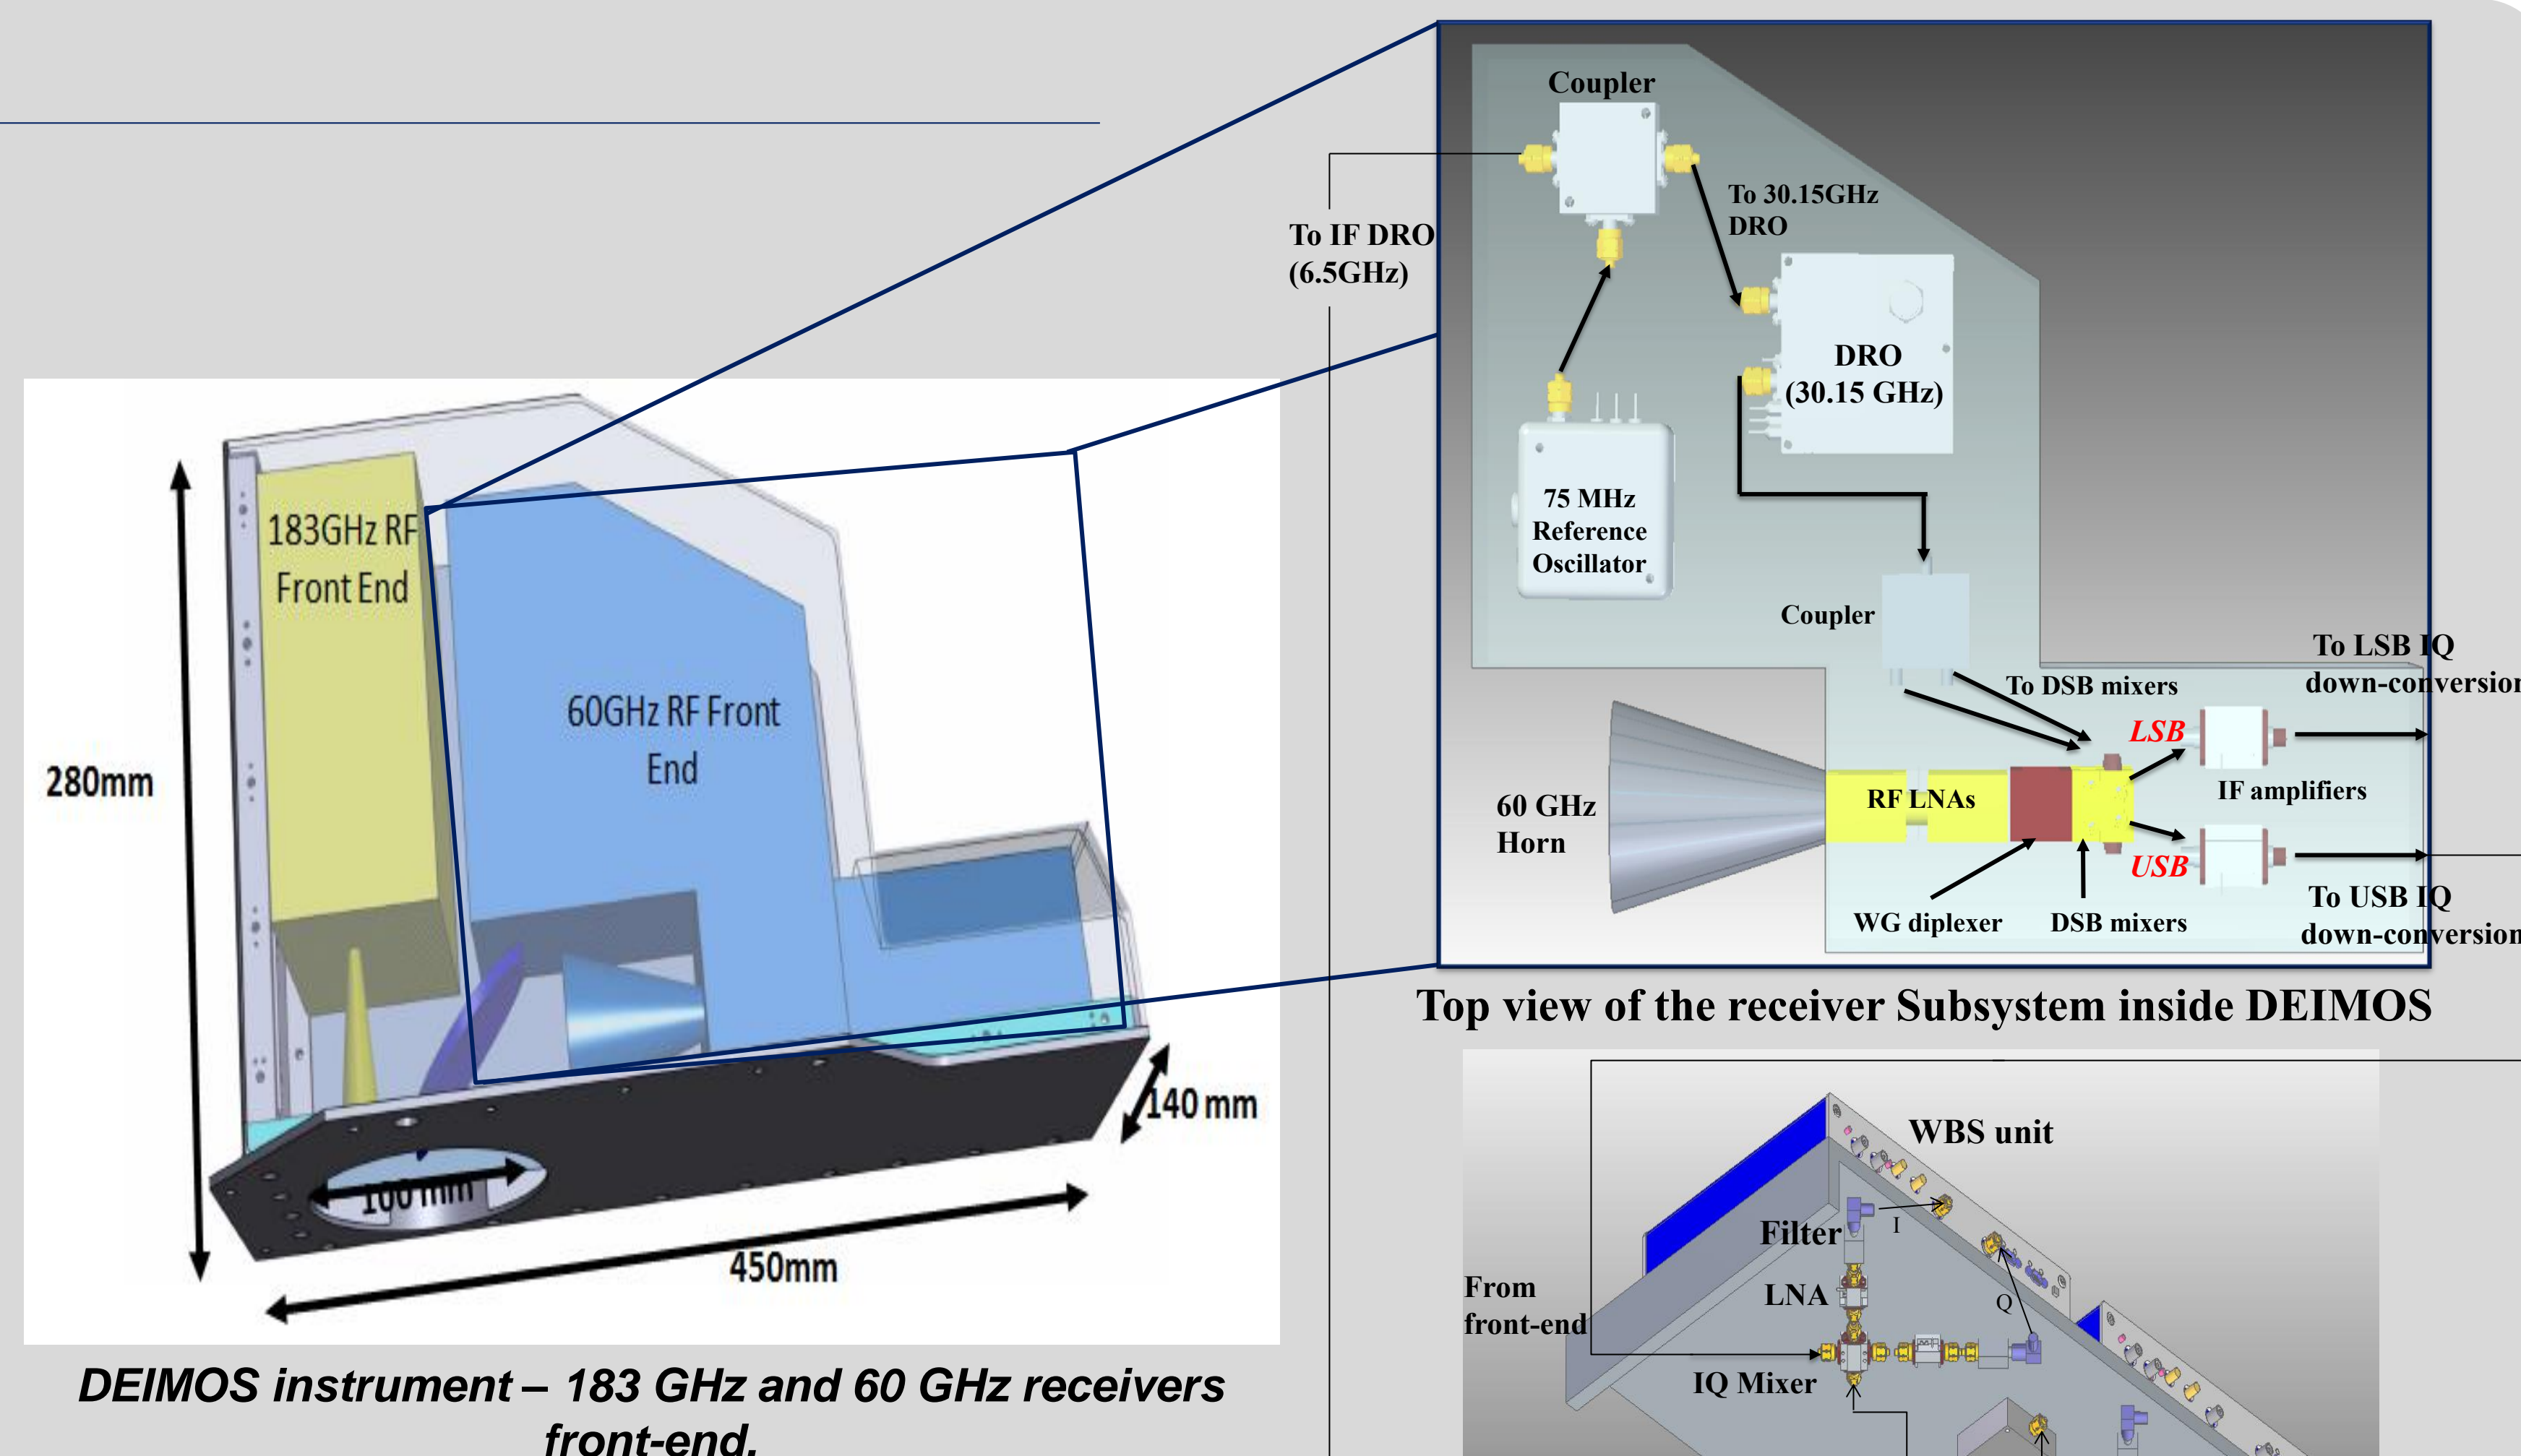 183GHz RF
Front End
60GHz RF Front
End
280mm
140 mm
100 mm
450mm
DEIMOS instrument – 183 GHz and 60 GHz receivers
front-end.
Coupler
To 30.15GHz
DRO
To IF DRO
(6.5GHz)
DRO
(30.15 GHz)
75 MHz
Reference
Oscillator
Coupler
To DSB mixers
To LSB IQ
down-conversion
LSB
IF amplifiers
60 GHz
Horn
RF LNAs
USB
WG diplexer
DSB mixers
To USB IQ
down-conversion
Top view of the receiver Subsystem inside DEIMOS
WBS unit
Filter
I
From
front-end
LNA
Q
IQ Mixer